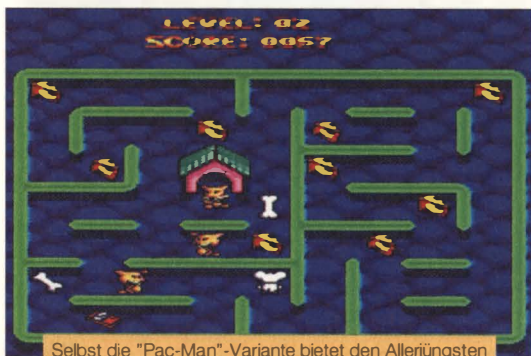 LEVEL: 02
SCORE: 0057
Selbst die "Pac-Man"-Variante bietet den Allerjüngsten